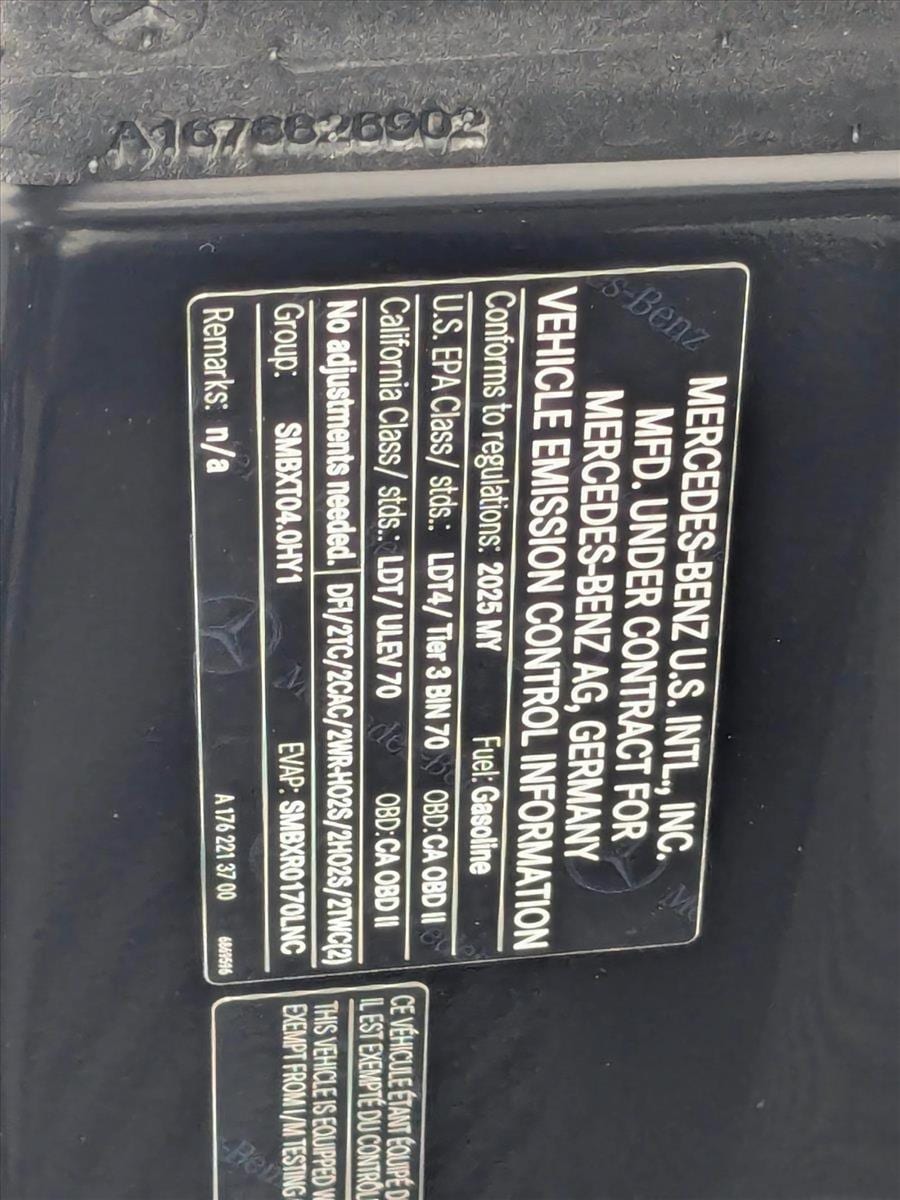 A1676826902
MERCEDES-BENZ U.S. INTL., INC.
MFD. UNDER CONTRACT FOR
MERCEDES-BENZ AG, GERMANY
VEHICLE EMISSION CONTROL INFORMATION
Conforms to regulations: 2025 MY Fuel: Gasoline
U.S. EPA Class/ stds.: LDT4/ Tier 3 BIN 70 OBD: CA OBD II
California Class/ stds.: LDT/ ULEV 70 OBD: CA OBD II
No adjustments needed. DFI/2TC/2CAC/2WR-HO2S/2HO2S/2TWC(2)
Group: SMBXT04.0HY1 EVAP: SMBXR0170LNC
Remarks: n/a A 176 221 37 00 6869596
CE VÉHICULE ÉTANT ÉQUIPÉ D
IL EST EXEMPTÉ DU CONTRÔL
THIS VEHICLE IS EQUIPPED W
EXEMPT FROM I/M TESTING